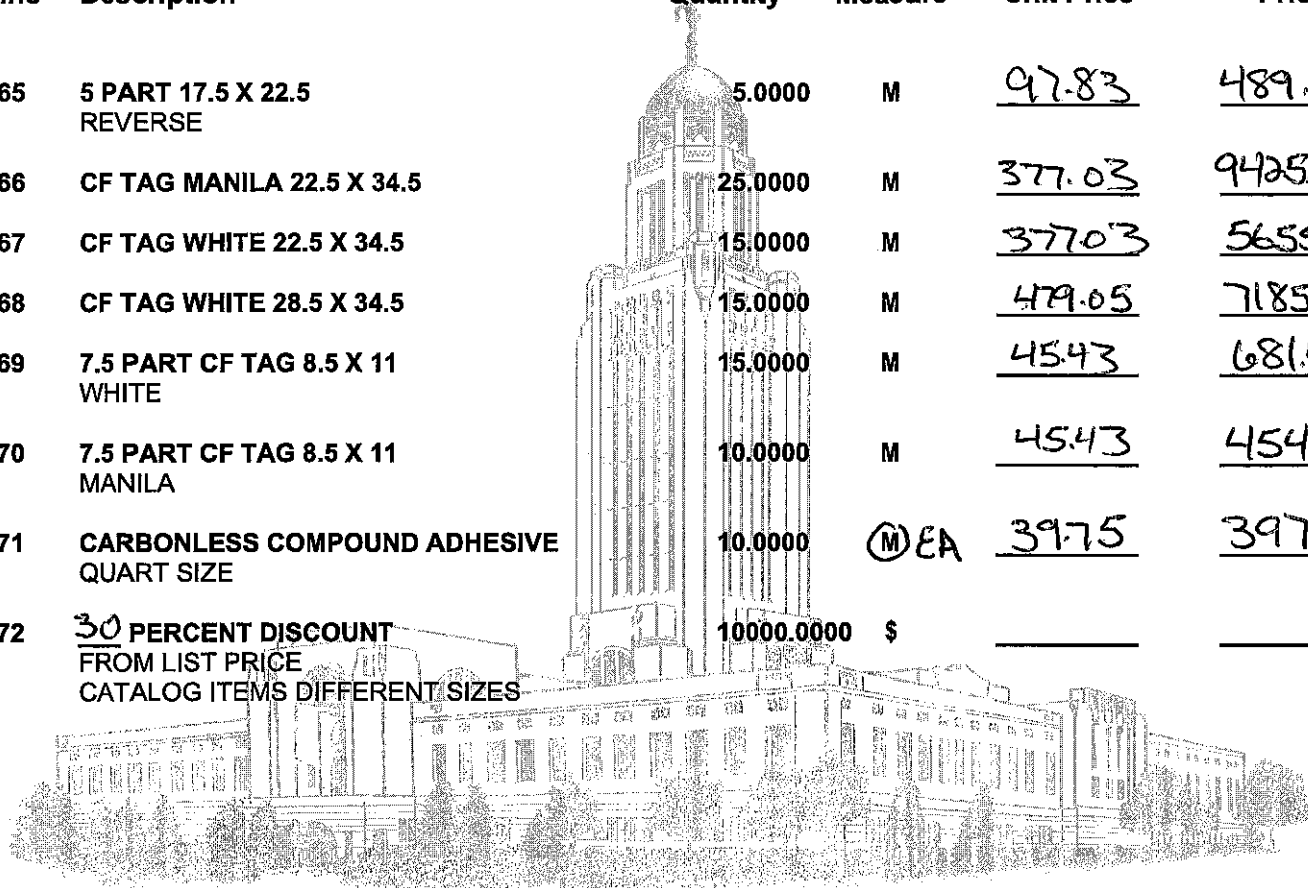 Description Quantity Measure Unit Price
65 5 PART 17.5 X 22.5 5.0000 M 97.83 489.
REVERSE
66 CF TAG MANILA 22.5 X 34.5 25.0000 M 377.03 9425
67 CF TAG WHITE 22.5 X 34.5 15.0000 M 377.03 5655
68 CF TAG WHITE 28.5 X 34.5 15.0000 M 479.05 7185
69 7.5 PART CF TAG 8.5 X 11 15.0000 M 45.43 681.
WHITE
70 7.5 PART CF TAG 8.5 X 11 10.0000 M 45.43 454
MANILA
71 CARBONLESS COMPOUND ADHESIVE 10.0000 M EA 39.75 397
QUART SIZE
72 30 PERCENT DISCOUNT 10000.0000 $
FROM LIST PRICE
CATALOG ITEMS DIFFERENT SIZES